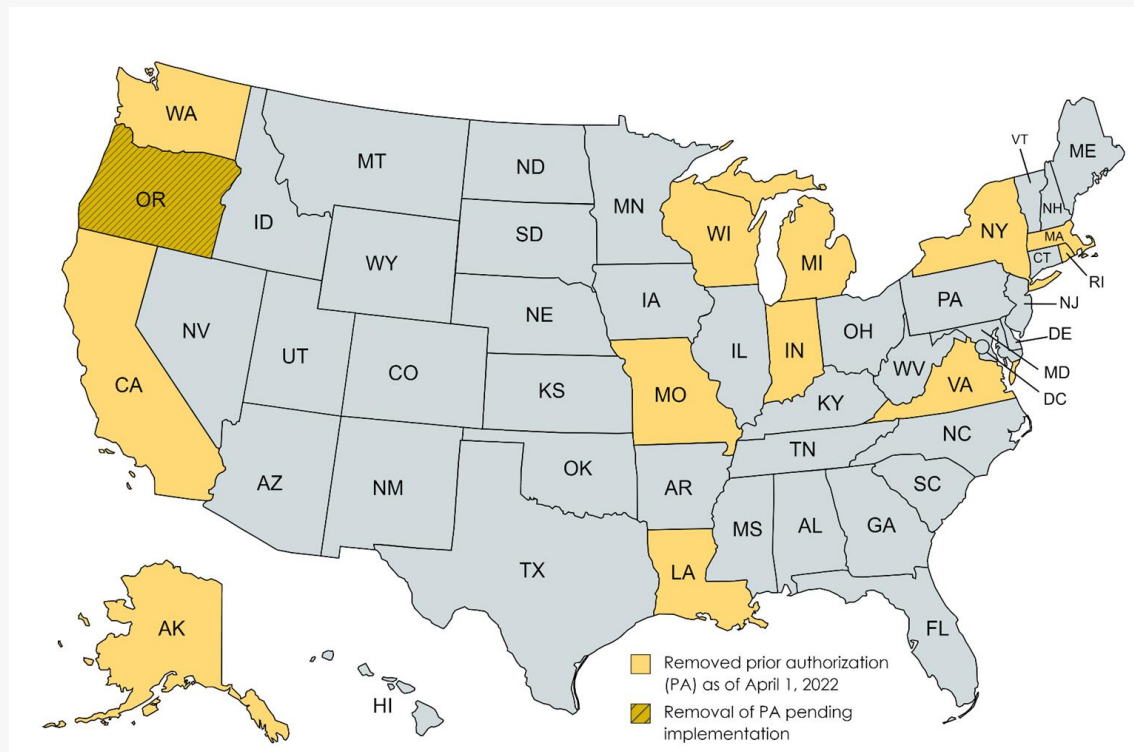 WA
OR
CA
AK
HI
ID
NV
MT
WY
UT
AZ
CO
NM
ND
SD
NE
KS
OK
TX
MN
IA
MO
AR
LA
WI
MI
IL
IN
OH
KY
TN
MS
AL
GA
FL
SC
NC
VA
WV
PA
NY
VT
NH
ME
MA
CT
RI
NJ
DE
MD
DC
Removed prior authorization
(PA) as of April 1, 2022
Removal of PA pending
implementation